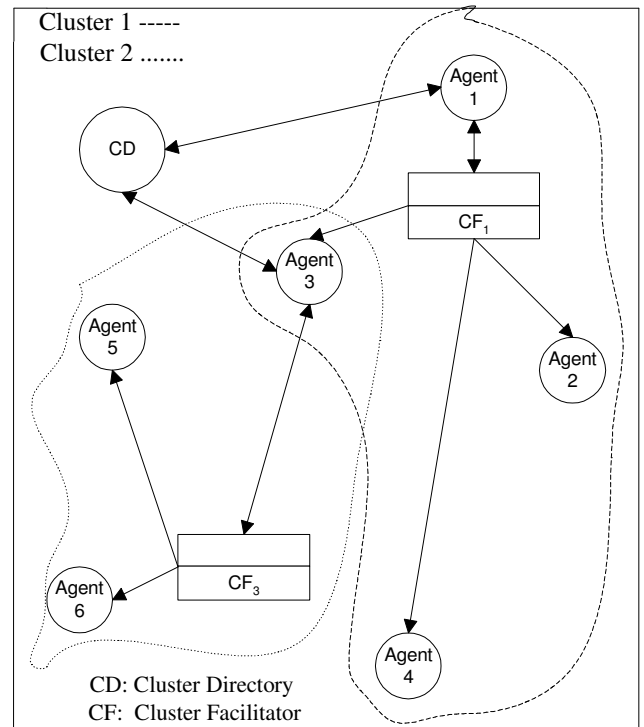 Cluster 1 -----
Cluster 2 .......
Agent
1
CD
CF1
Agent
3
Agent
5
Agent
2
CF3
Agent
6
Agent
4
CD: Cluster Directory
CF: Cluster Facilitator